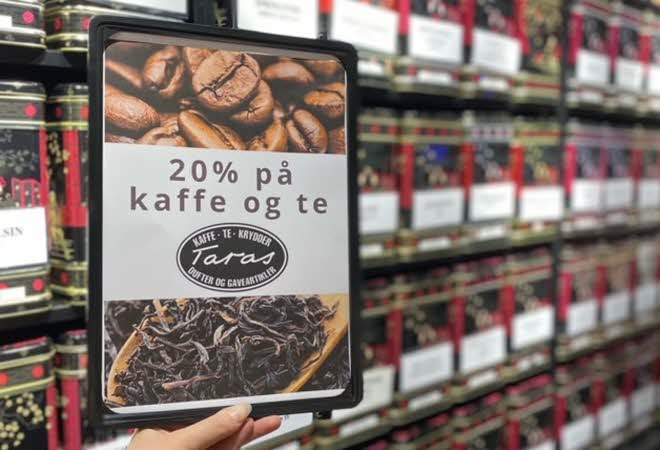 20% på
kaffe og te
KAFFE · TE · KRYDDER
Taras
DUFTER OG GAVEARTIKLER